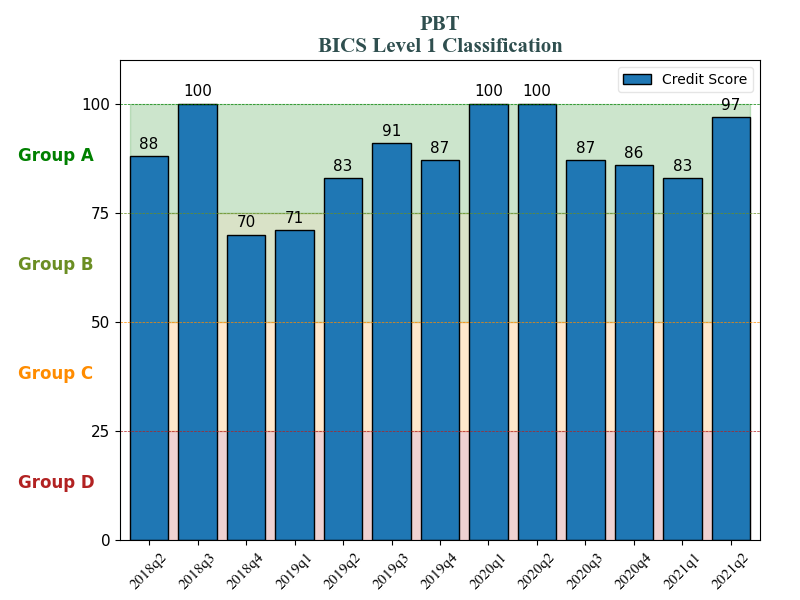 PBT
BICS Level 1 Classification
Credit Score
100
75
50
25
0
Group A
Group B
Group C
Group D
88
100
70
71
83
91
87
100
100
87
86
83
97
2018q2
2018q3
2018q4
2019q1
2019q2
2019q3
2019q4
2020q1
2020q2
2020q3
2020q4
2021q1
2021q2